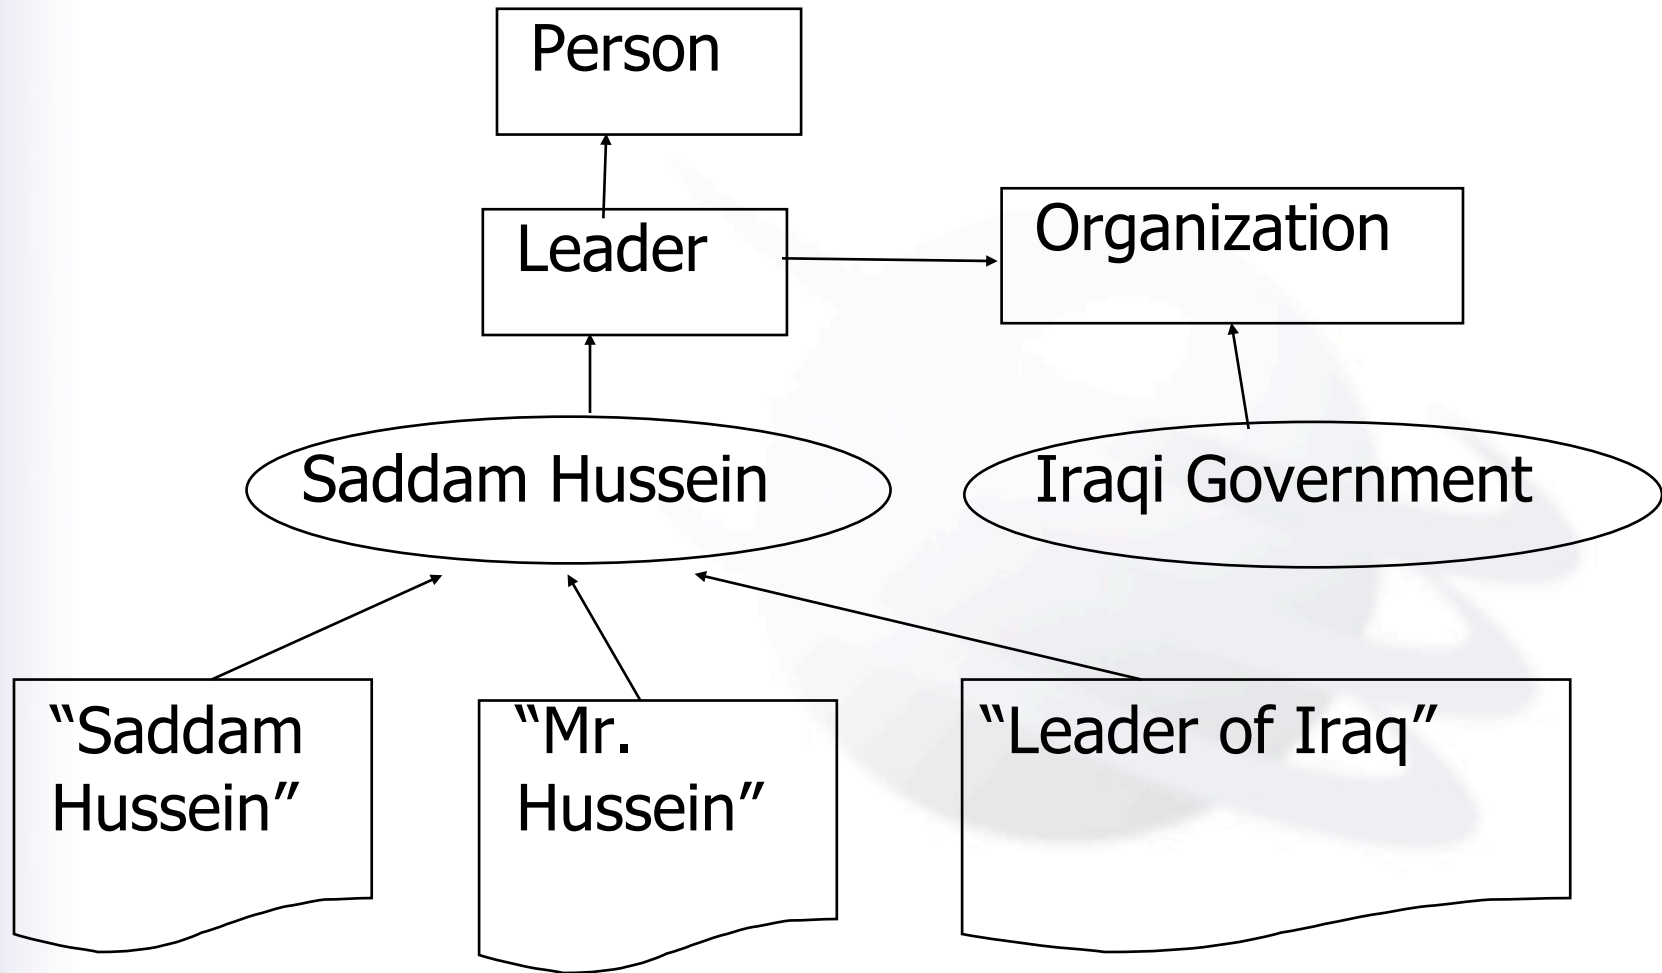 Person
Leader
Organization
Saddam Hussein
Iraqi Government
“Saddam
Hussein”
“Mr.
Hussein”
“Leader of Iraq”